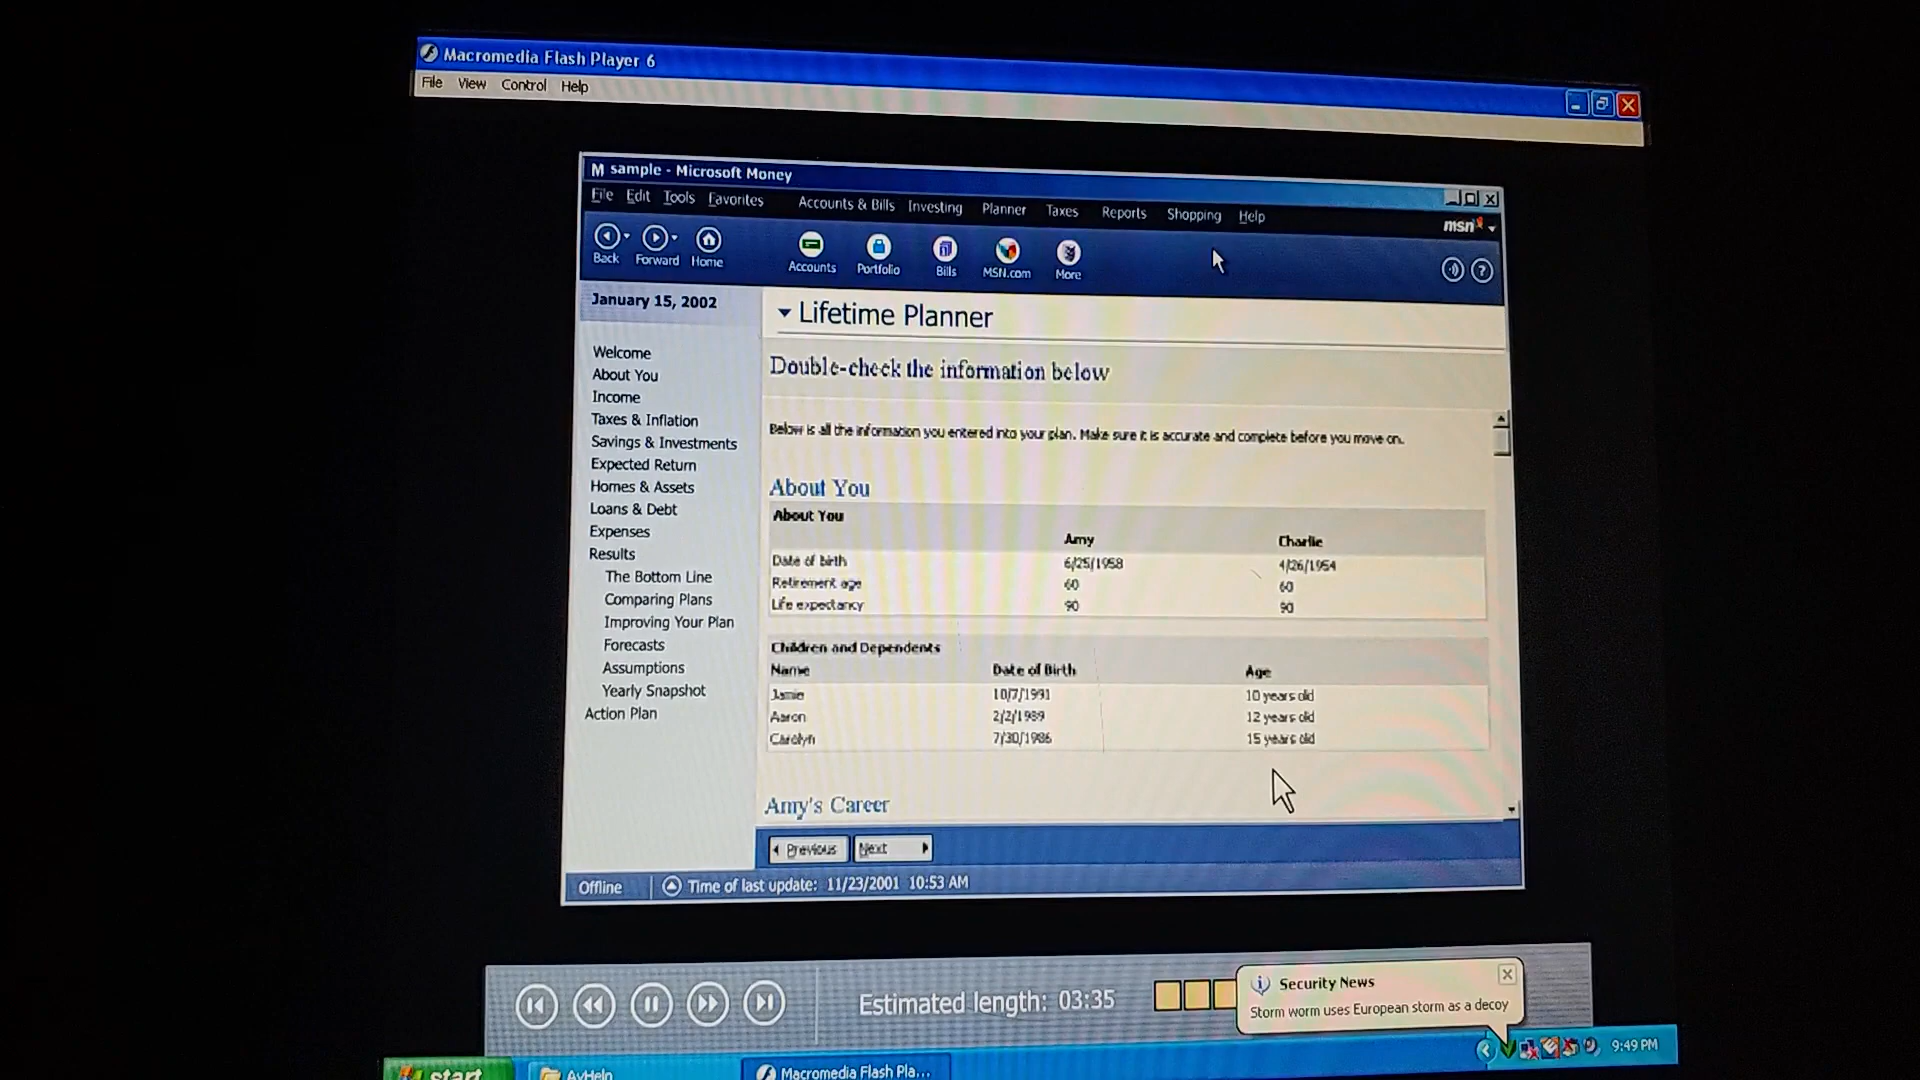 Macromedia Flash Player 6
File View Control Help
M sample - Microsoft Money
File Edit Tools Favorites Accounts & Bills Investing Planner Taxes Reports Shopping Help
msn
Back Forward Home Accounts Portfolio Bills MSN.com More
January 15, 2002
Lifetime Planner
Welcome
About You
Income
Taxes & Inflation
Savings & Investments
Expected Return
Homes & Assets
Loans & Debt
Expenses
Results
The Bottom Line
Comparing Plans
Improving Your Plan
Forecasts
Assumptions
Yearly Snapshot
Action Plan
Double-check the information below
Below is all the information you entered into your plan. Make sure it is accurate and complete before you move on.
About You
About You
Amy Charlie
Date of birth 6/25/1958 4/26/1954
Retirement age 60 60
Life expectancy 90 90
Children and Dependents
Name Date of Birth Age
Jamie 10/7/1991 10 years old
Aaron 2/2/1989 12 years old
Carolyn 7/30/1986 15 years old
Amy's Career
Previous Next
Offline Time of last update: 11/23/2001 10:53 AM
Estimated length: 03:35
Security News
Storm worm uses European storm as a decoy
start AvHelp Macromedia Flash Pla... 9:49 PM